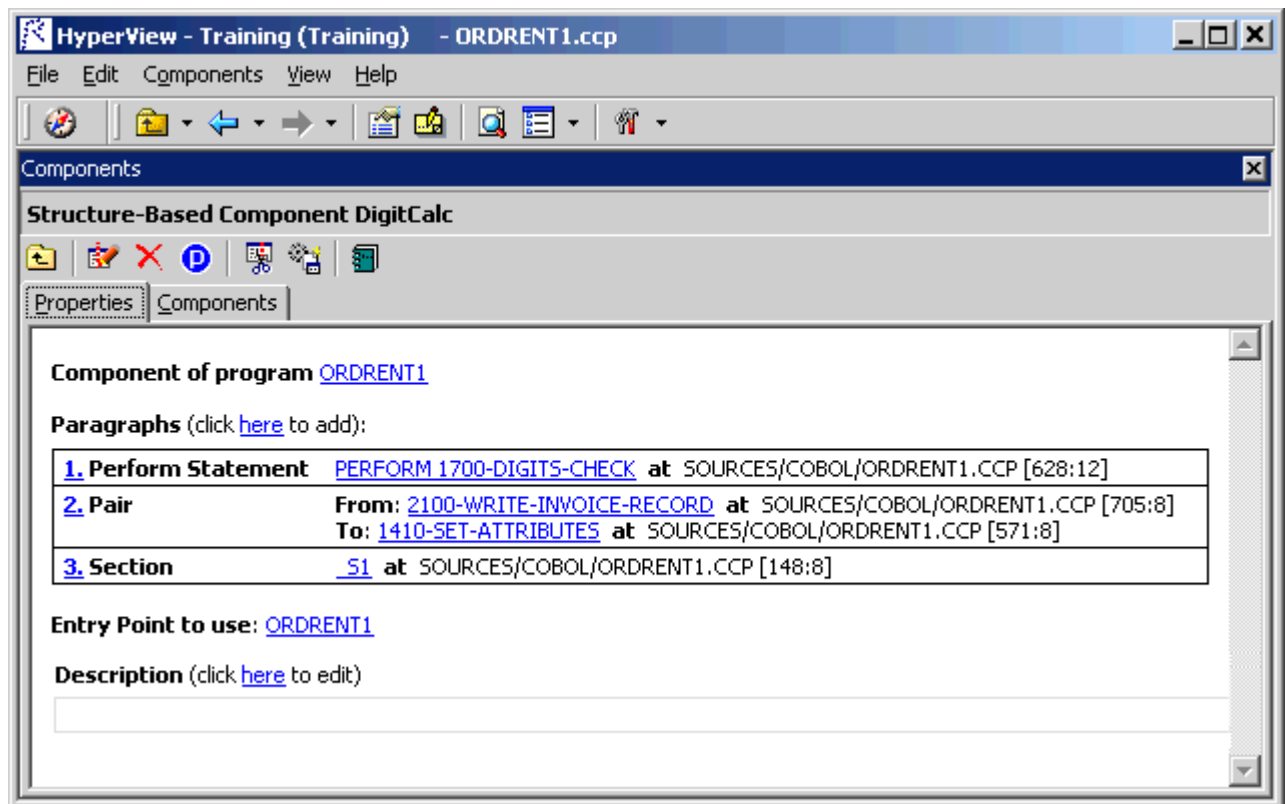 HyperView - Training (Training) - ORDRENT1.ccp
File Edit Components View Help
Components
Structure-Based Component DigitCalc
Properties Components
Component of program ORDRENT1
Paragraphs (click here to add):
1. Perform Statement PERFORM 1700-DIGITS-CHECK at SOURCES/COBOL/ORDRENT1.CCP [628:12]
2. Pair From: 2100-WRITE-INVOICE-RECORD at SOURCES/COBOL/ORDRENT1.CCP [705:8]
To: 1410-SET-ATTRIBUTES at SOURCES/COBOL/ORDRENT1.CCP [571:8]
3. Section _S1 at SOURCES/COBOL/ORDRENT1.CCP [148:8]
Entry Point to use: ORDRENT1
Description (click here to edit)